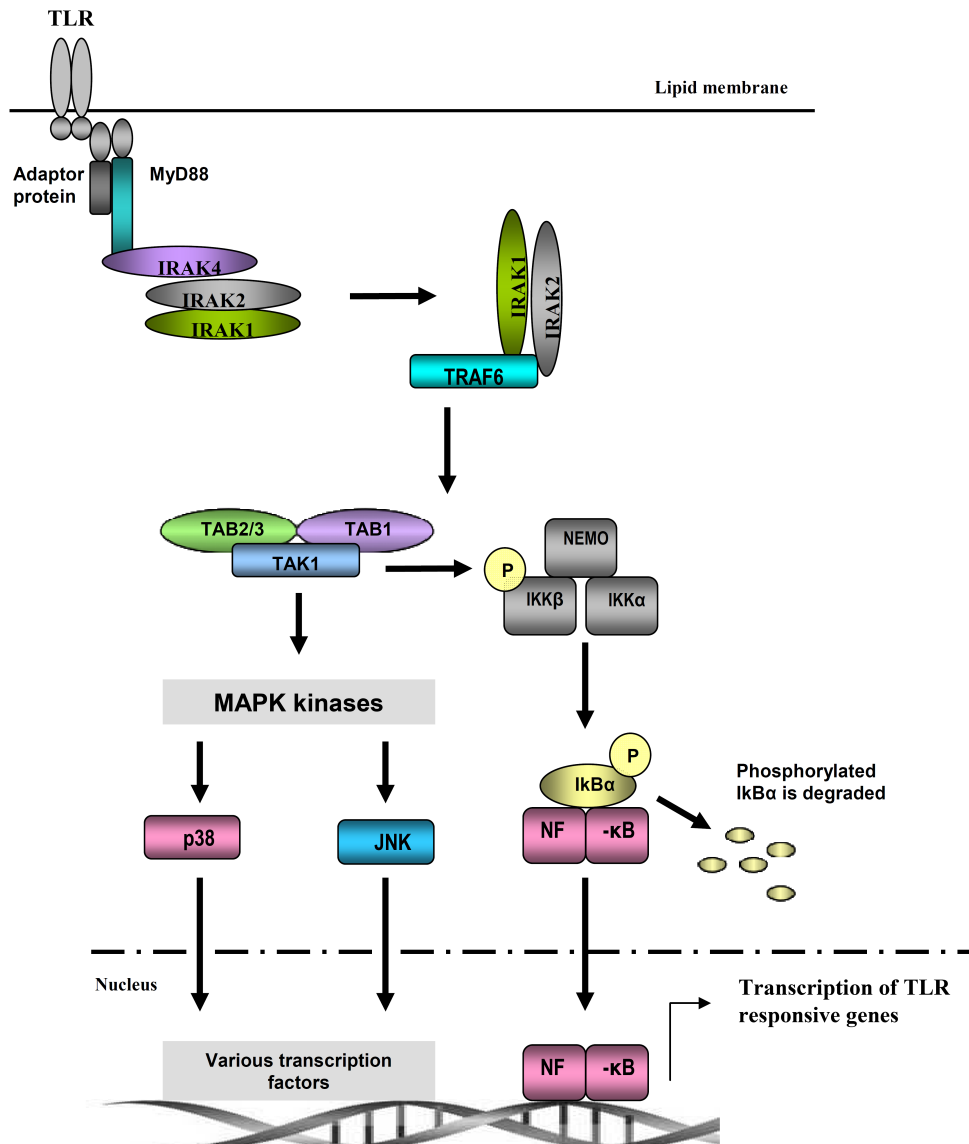 TLR
Lipid membrane
Adaptor
protein
MyD88
IRAK4
IRAK2
IRAK1
IRAK1
IRAK2
TRAF6
TAB2/3
TAB1
TAK1
NEMO
P
IKKβ
IKKα
MAPK kinases
P
IkBα
Phosphorylated
IkBα is degraded
p38
JNK
NF
-κB
Nucleus
Transcription of TLR
responsive genes
Various transcription
factors
NF
-κB